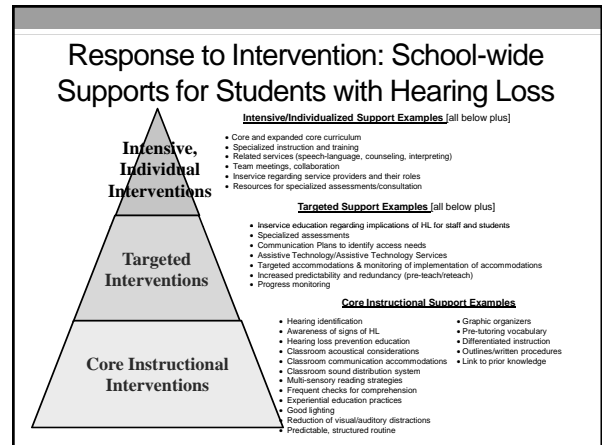 Response to Intervention: School-wide
Supports for Students with Hearing Loss
Intensive/Individualized Support Examples [all below plus]
• Core and expanded core curriculum
• Specialized instruction and training
• Related services (speech-language, counseling, interpreting)
• Team meetings, collaboration
• Inservice regarding service providers and their roles
• Resources for specialized assessments/consultation
Intensive,
Individual
Interventions
Targeted Support Examples [all below plus]
• Inservice education regarding implications of HL for staff and students
• Specialized assessments
• Communication Plans to identify access needs
• Assistive Technology/Assistive Technology Services
• Targeted accommodations & monitoring of implementation of accommodations
• Increased predictability and redundancy (pre-teach/reteach)
• Progress monitoring
Targeted
Interventions
Core Instructional Support Examples
• Hearing identification
• Awareness of signs of HL
• Hearing loss prevention education
• Classroom acoustical considerations
• Classroom communication accommodations
• Classroom sound distribution system
• Multi-sensory reading strategies
• Frequent checks for comprehension
• Experiential education practices
• Good lighting
• Reduction of visual/auditory distractions
• Predictable, structured routine
• Graphic organizers
• Pre-tutoring vocabulary
• Differentiated instruction
• Outlines/written procedures
• Link to prior knowledge
Core Instructional
Interventions